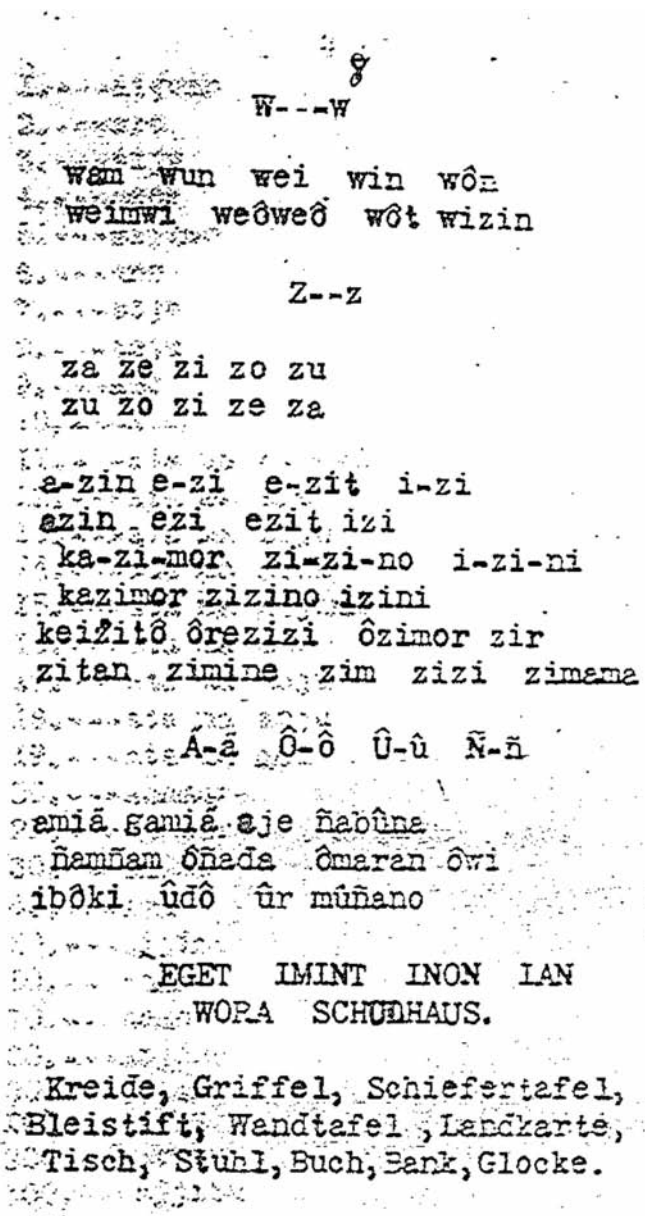 8
W---W
wam wun wei win wôn
weimwi weôweô wôt wizin
Z--z
za ze zi zo zu
zu zo zi ze za
a-zin e-zi e-zit i-zi
azin ezi ezit izi
ka-zi-mor zi-zi-no i-zi-ni
kazimor zizino izini
keizitô ôrezizi ôzimor zir
zitan zimine zim zizi zimama
Ã-ã Ô-ô Û-û Ñ-ñ
amiã gamiã aje ñabûna
ñamñam ôñada ômaran ôwi
ibôki ûdô ûr mûñano
EGET IMINT INON IAN
WORA SCHUDHAUS.
Kreide, Griffel, Schiefertafel,
Bleistift, Wandtafel ,Landkarte,
Tisch, Stuhl,Buch,Bank,Glocke.